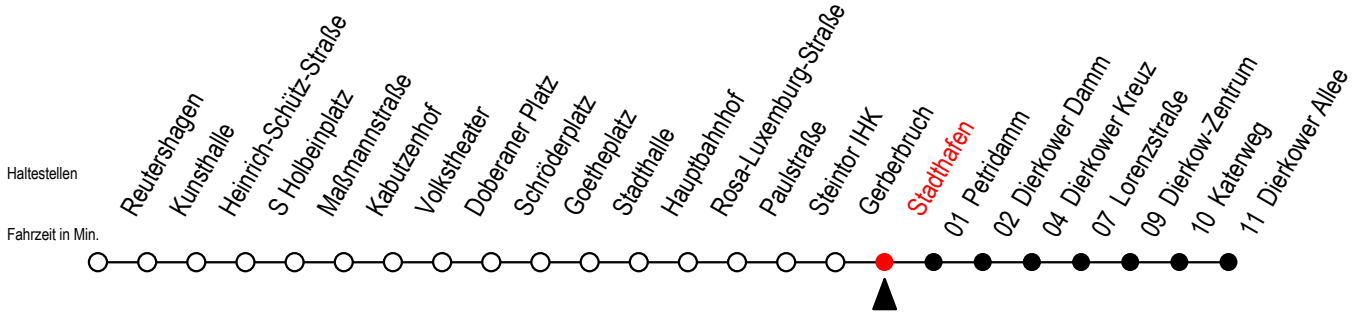 Haltestellen
Fahrzeit in Min.
Reutershagen
Kunsthalle
Heinrich-Schütz-Straße
S Holbeinplatz
Maßmannstraße
Kabutzenhof
Volkstheater
Doberaner Platz
Schröderplatz
Goetheplatz
Stadthalle
Hauptbahnhof
Rosa-Luxemburg-Straße
Paulstraße
Steintor IHK
Gerberbruch
Stadthafen
01 Petridamm
02 Dierkower Damm
04 Dierkower Kreuz
07 Lorenzstraße
09 Dierkow-Zentrum
10 Katerweg
11 Dierkower Allee